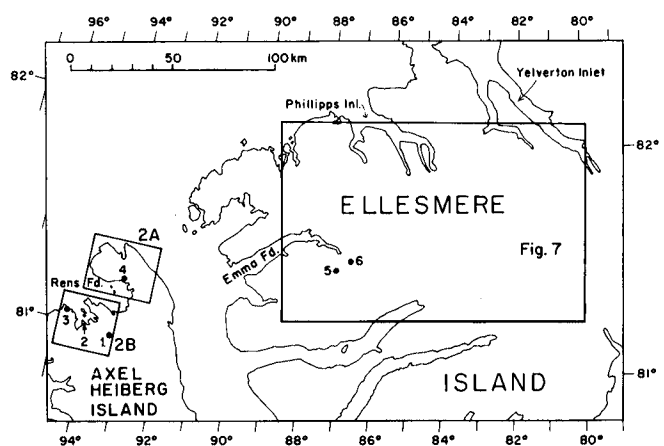 96° 94° 92° 90° 88° 86° 84° 82° 80°
0 50 100 km
82°
Yelverton Inlet
Phillipps Inl.
82°
ELLESMERE
2A
Emma Fd.
Fig. 7
4
5 6
Rens Fd.
81°
3
2 1 2B
AXEL
HEIBERG
ISLAND
ISLAND
81°
94° 92° 90° 88° 87° 86° 84° 82° 80°